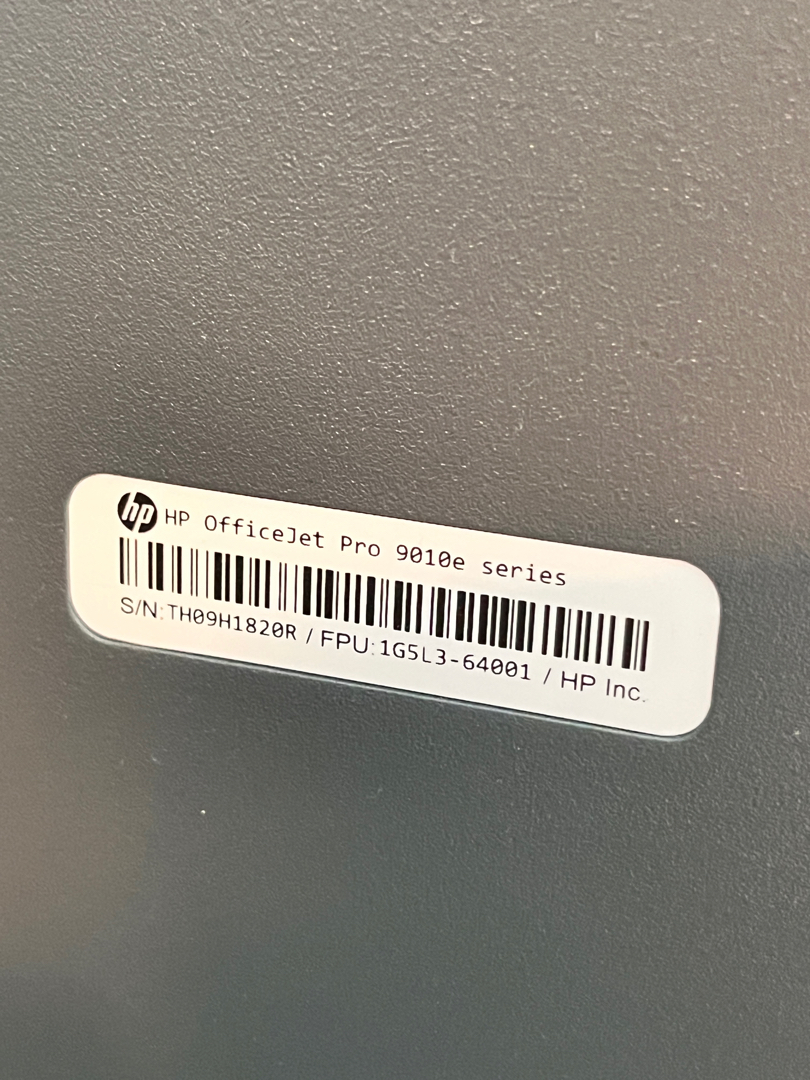 hp HP OfficeJet Pro 9010e series
S/N:TH09H1820R / FPU:1G5L3-64001 / HP Inc.